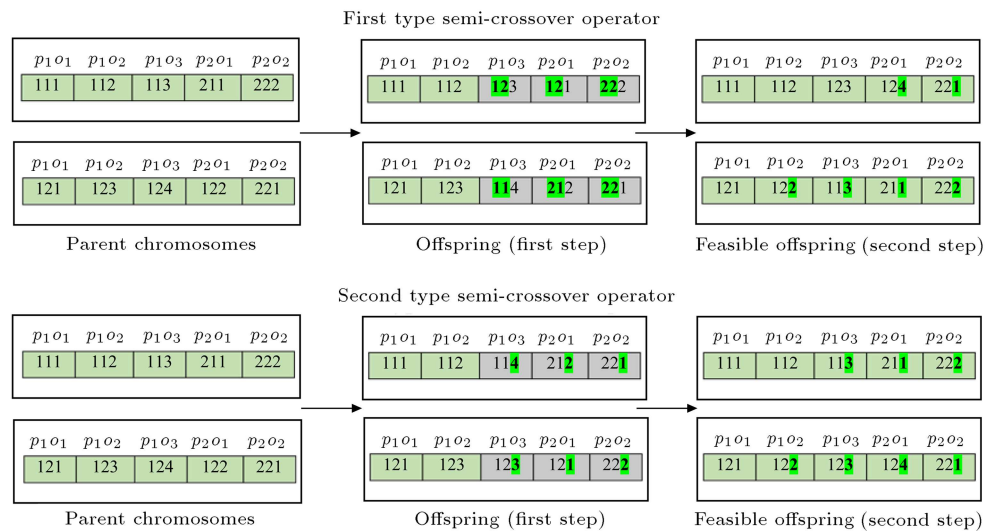 First type semi-crossover operator
p₁o₁ p₁o₂ p₁o₃ p₂o₁ p₂o₂
111 112 113 211 222
p₁o₁ p₁o₂ p₁o₃ p₂o₁ p₂o₂
111 112 123 121 222
p₁o₁ p₁o₂ p₁o₃ p₂o₁ p₂o₂
111 112 123 124 221
p₁o₁ p₁o₂ p₁o₃ p₂o₁ p₂o₂
121 123 124 122 221
p₁o₁ p₁o₂ p₁o₃ p₂o₁ p₂o₂
121 123 114 212 221
p₁o₁ p₁o₂ p₁o₃ p₂o₁ p₂o₂
121 122 113 211 222
Parent chromosomes
Offspring (first step)
Feasible offspring (second step)
Second type semi-crossover operator
p₁o₁ p₁o₂ p₁o₃ p₂o₁ p₂o₂
111 112 113 211 222
p₁o₁ p₁o₂ p₁o₃ p₂o₁ p₂o₂
111 112 114 212 221
p₁o₁ p₁o₂ p₁o₃ p₂o₁ p₂o₂
111 112 113 211 222
p₁o₁ p₁o₂ p₁o₃ p₂o₁ p₂o₂
121 123 124 122 221
p₁o₁ p₁o₂ p₁o₃ p₂o₁ p₂o₂
121 123 123 121 222
p₁o₁ p₁o₂ p₁o₃ p₂o₁ p₂o₂
121 122 123 124 221
Parent chromosomes
Offspring (first step)
Feasible offspring (second step)